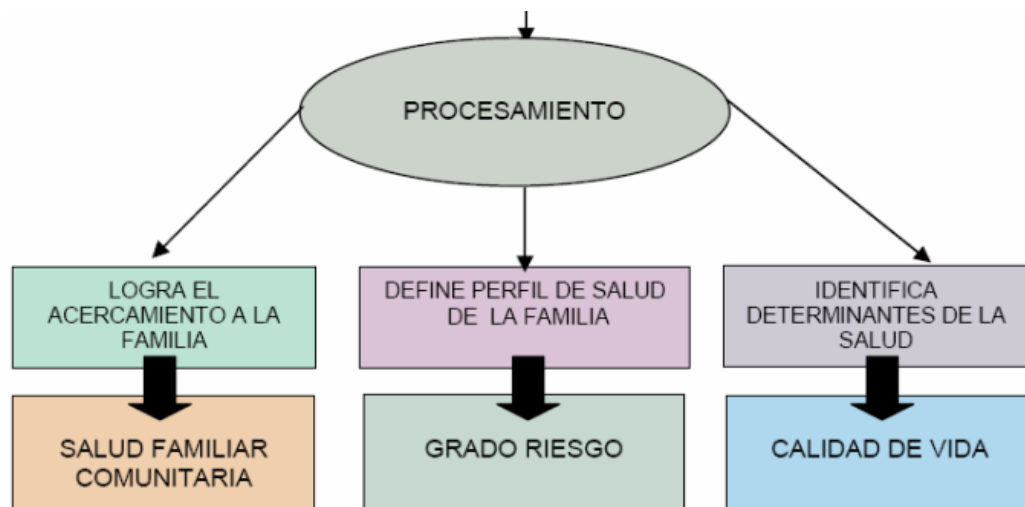 PROCESAMIENTO
LOGRA EL
ACERCAMIENTO A LA
FAMILIA
DEFINE PERFIL DE SALUD
DE LA FAMILIA
IDENTIFICA
DETERMINANTES DE LA
SALUD
SALUD FAMILIAR
COMUNITARIA
GRADO RIESGO
CALIDAD DE VIDA